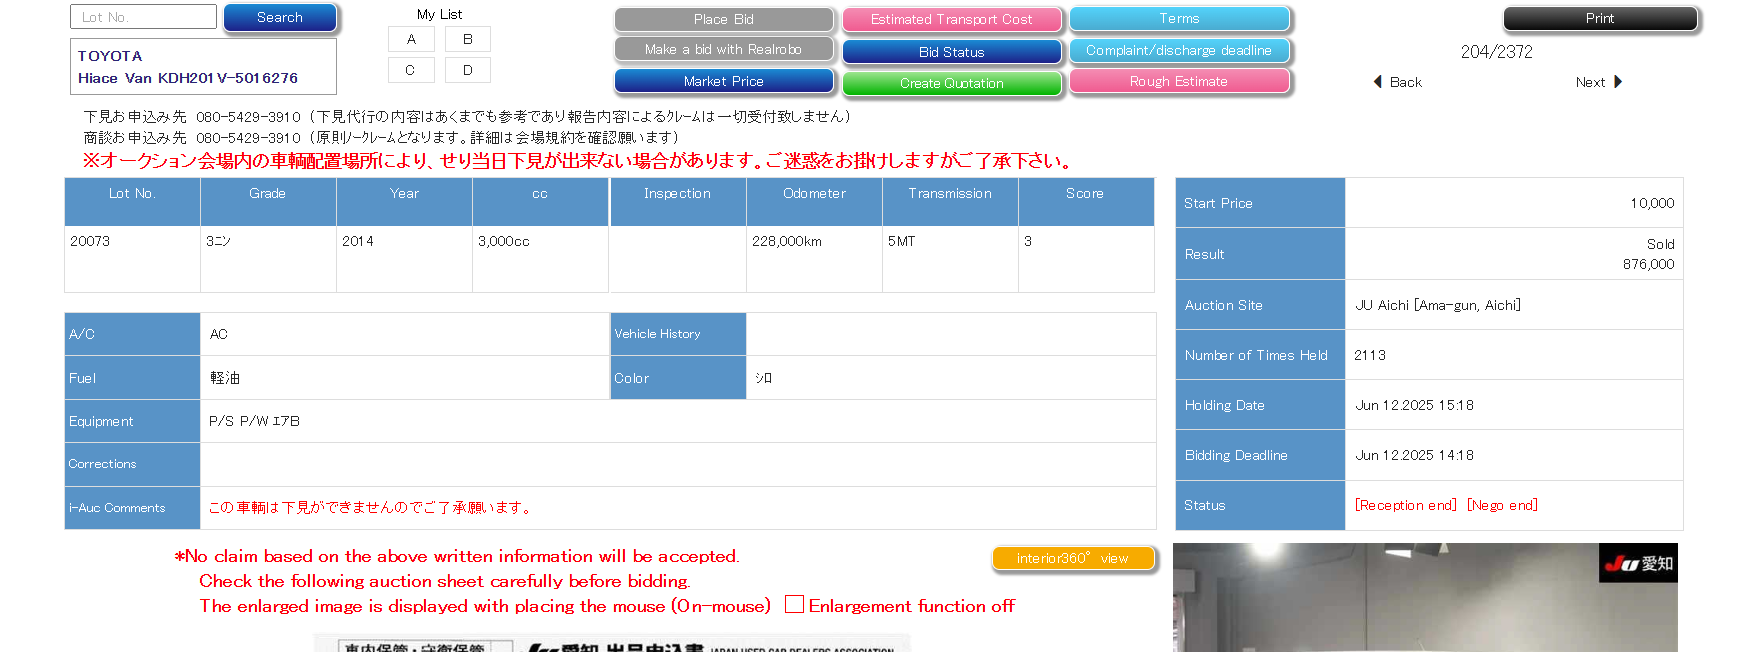 Lot No.
Search
My List
A B
C D
TOYOTA
Hiace Van KDH201V-5016276
Place Bid
Make a bid with Realrobo
Market Price
Estimated Transport Cost
Bid Status
Create Quotation
Terms
Complaint/discharge deadline
Rough Estimate
Print
204/2372
Back Next
下見お申込み先 080-5429-3910 (下見代行の内容はあくまでも参考であり報告内容によるｸﾚｰﾑは一切受付致しません)
商談お申込み先 080-5429-3910 (原則ﾉｰｸﾚｰﾑとなります。詳細は会場規約を確認願います)
※オークション会場内の車輌配置場所により、せり当日下見が出来ない場合があります。ご迷惑をお掛けしますがご了承下さい。
Lot No. Grade Year cc Inspection Odometer Transmission Score
20073 3ﾆﾝ 2014 3,000cc 228,000km 5MT 3
A/C AC Vehicle History
Fuel 軽油 Color ｼﾛ
Equipment P/S P/W ｴｱB
Corrections
i-Auc Comments この車輌は下見ができませんのでご了承願います。
Start Price 10,000
Result Sold
876,000
Auction Site JU Aichi [Ama-gun, Aichi]
Number of Times Held 2113
Holding Date Jun 12.2025 15:18
Bidding Deadline Jun 12.2025 14:18
Status [Reception end] [Nego end]
*No claim based on the above written information will be accepted.
Check the following auction sheet carefully before bidding.
The enlarged image is displayed with placing the mouse (On-mouse) Enlargement function off
interior360° view
JU 愛知
車内保管・守衛保管
JU 愛知 出品申込書 JAPAN USED CAR DEALERS ASSOCIATION